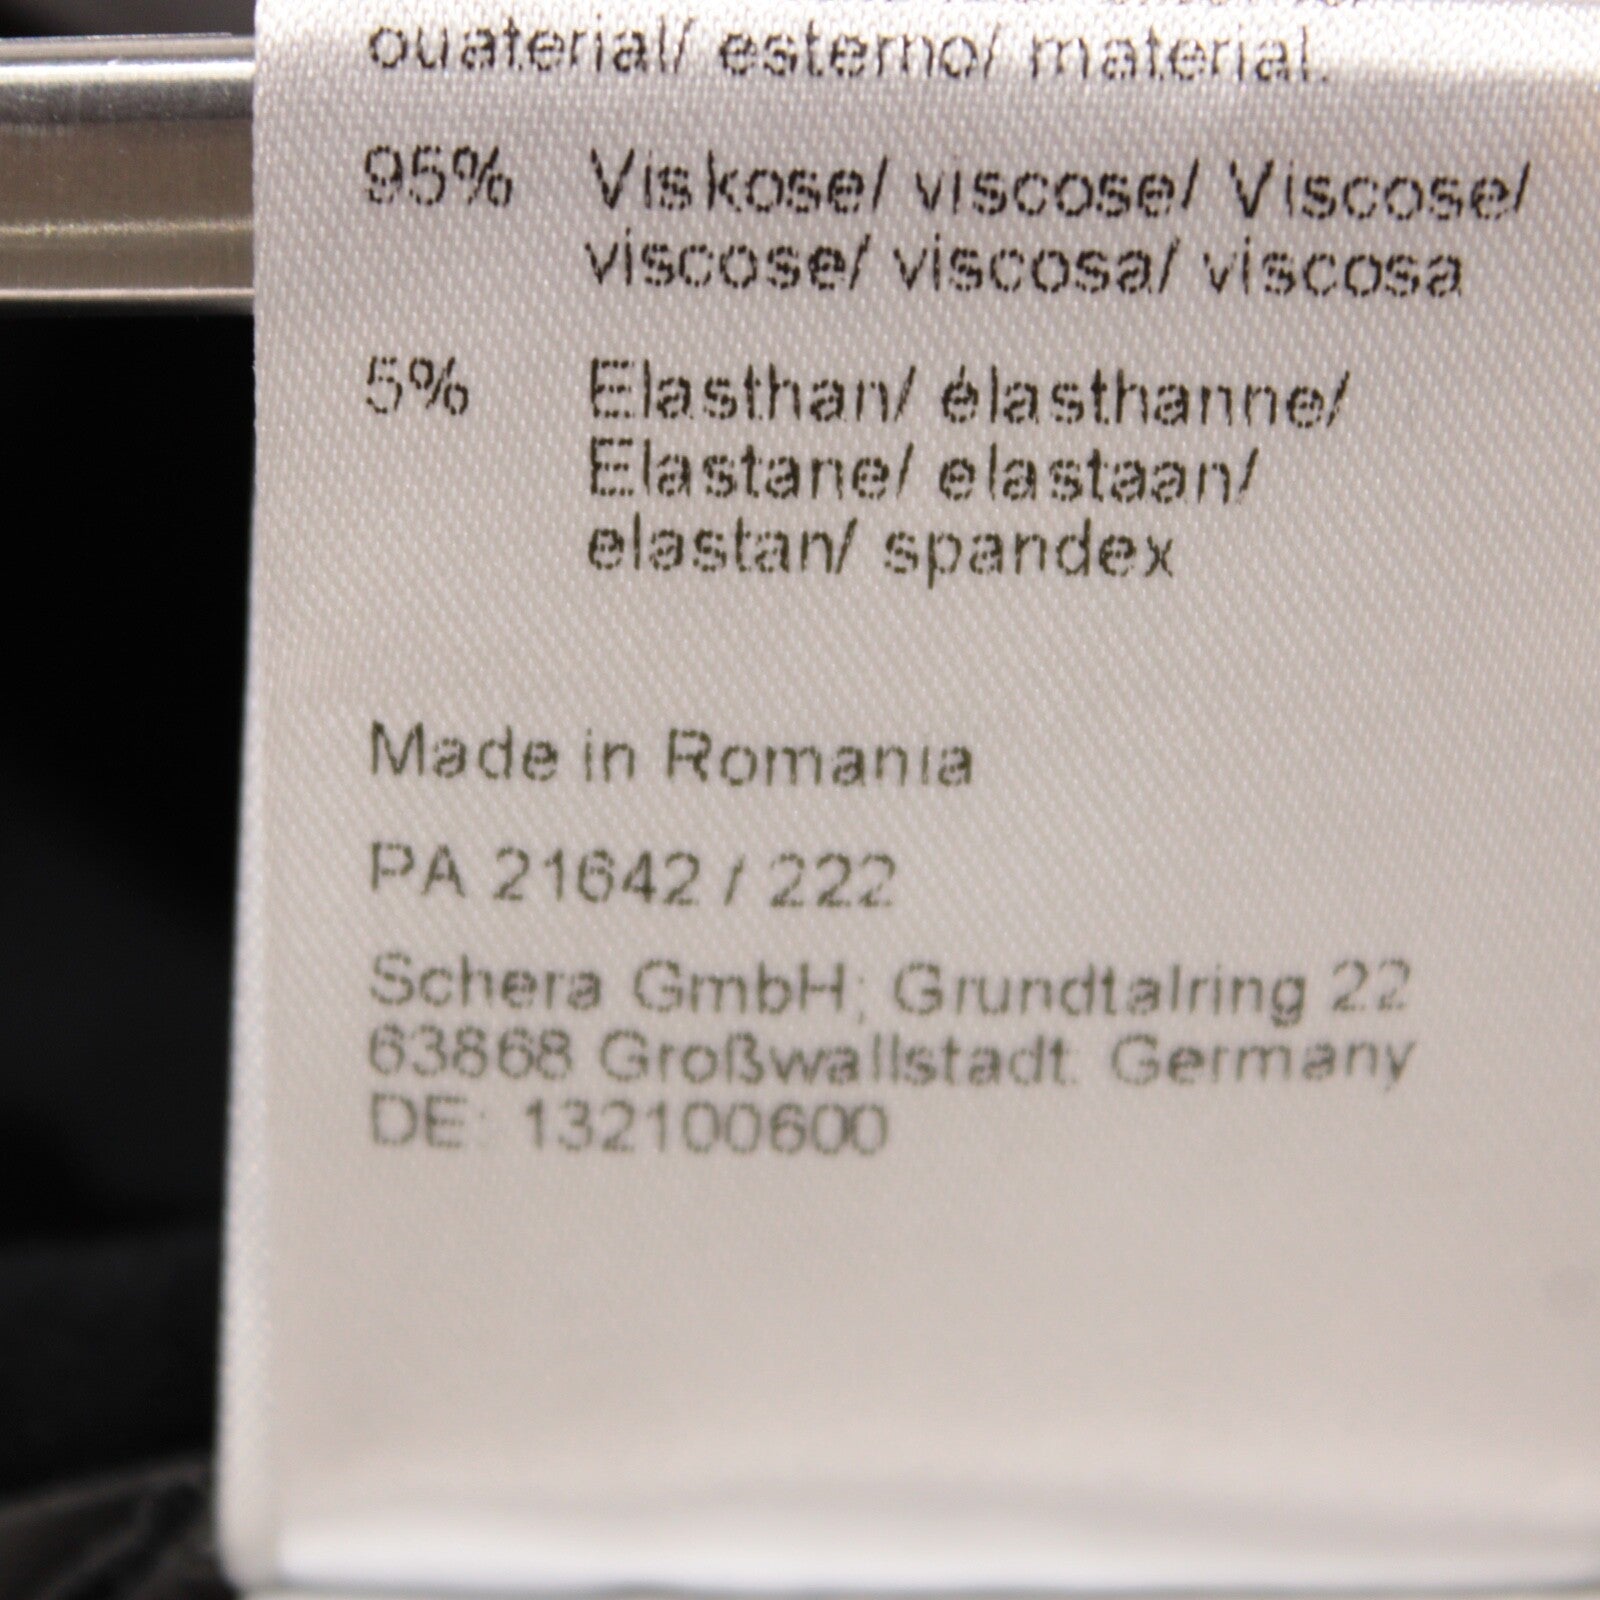 ouaterial/ esterno/ material.
95% Viskose/ viscose/ Viscose/
viscose/ viscosa/ viscosa
5% Elasthan/ élasthanne/
Elastane/ elastaan/
elastan/ spandex
Made in Romania
PA 21642 / 222
Schera GmbH; Grundtalring 22
63868 Großwallstadt. Germany
DE: 132100600